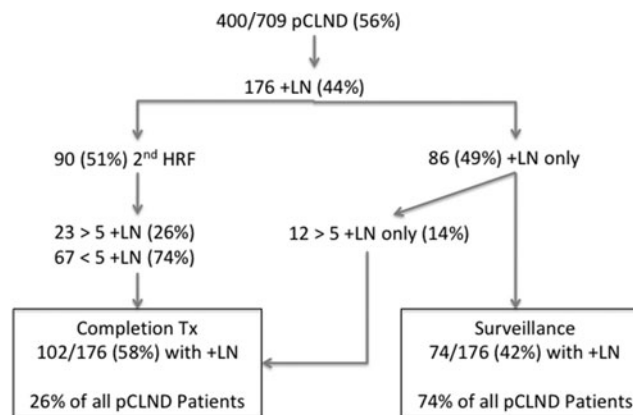 400/709 pCLND (56%)
176 +LN (44%)
90 (51%) 2nd HRF
86 (49%) +LN only
23 > 5 +LN (26%)
67 < 5 +LN (74%)
12 > 5 +LN only (14%)
Completion Tx
102/176 (58%) with +LN
26% of all pCLND Patients
Surveillance
74/176 (42%) with +LN
74% of all pCLND Patients